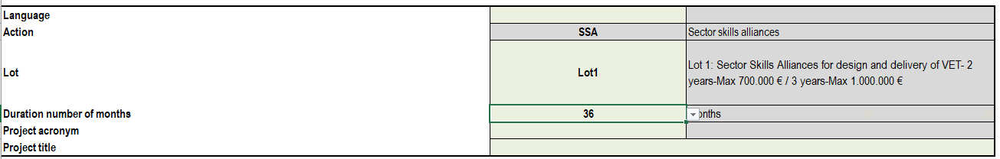 Language
Action SSA Sector skills alliances
Lot Lot1 Lot 1: Sector Skills Alliances for design and delivery of VET- 2
years-Max 700.000 € / 3 years-Max 1.000.000 €
Duration number of months 36 onths
Project acronym
Project title